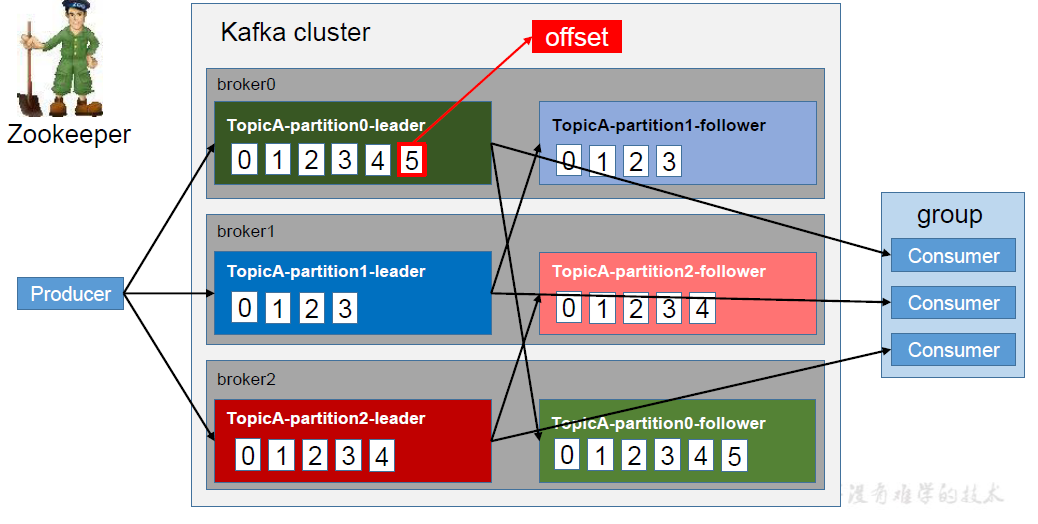 Zookeeper
Kafka cluster
offset
broker0
TopicA-partition0-leader
0 1 2 3 4 5
TopicA-partition1-follower
0 1 2 3
broker1
TopicA-partition1-leader
0 1 2 3
TopicA-partition2-follower
0 1 2 3 4
broker2
TopicA-partition2-leader
0 1 2 3 4
TopicA-partition0-follower
0 1 2 3 4 5
Producer
group
Consumer
Consumer
Consumer
没有难学的技术